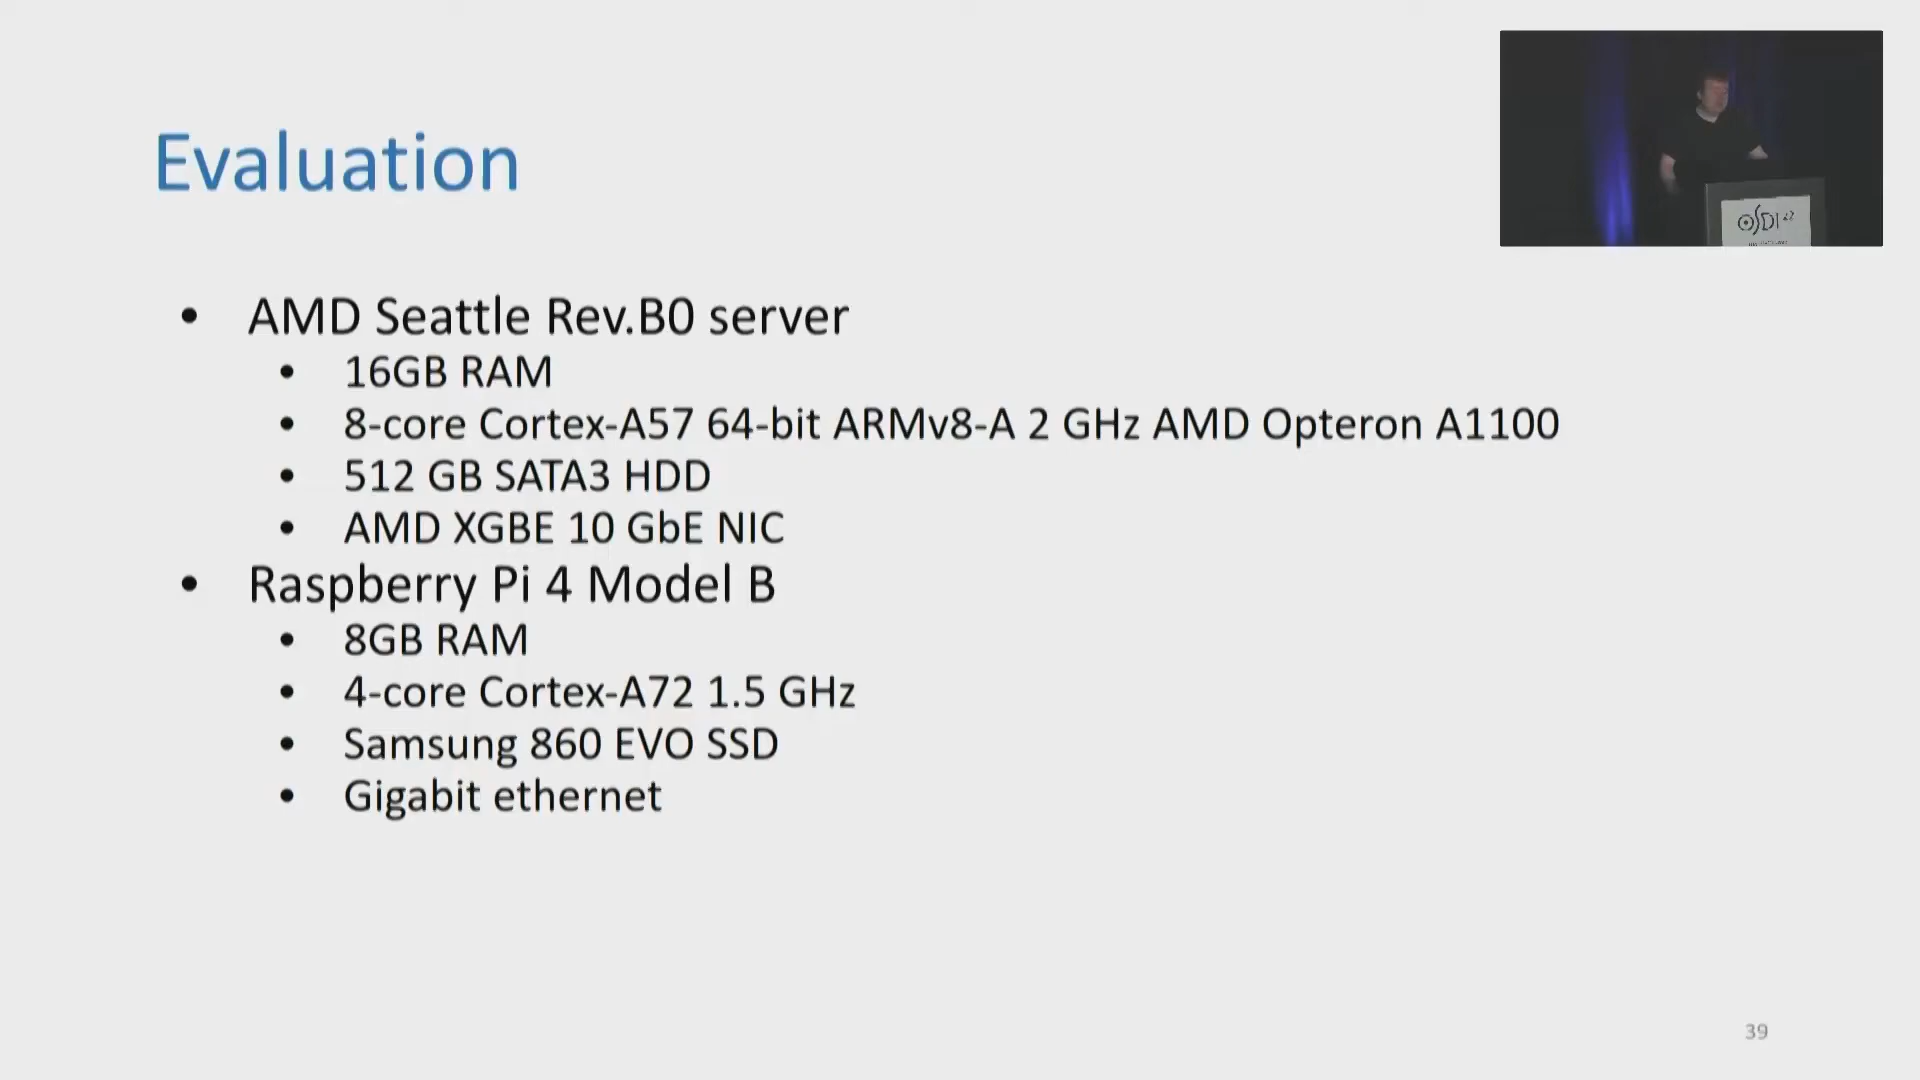 Evaluation
• AMD Seattle Rev.B0 server
• 16GB RAM
• 8-core Cortex-A57 64-bit ARMv8-A 2 GHz AMD Opteron A1100
• 512 GB SATA3 HDD
• AMD XGBE 10 GbE NIC
• Raspberry Pi 4 Model B
• 8GB RAM
• 4-core Cortex-A72 1.5 GHz
• Samsung 860 EVO SSD
• Gigabit ethernet
OSDI
39